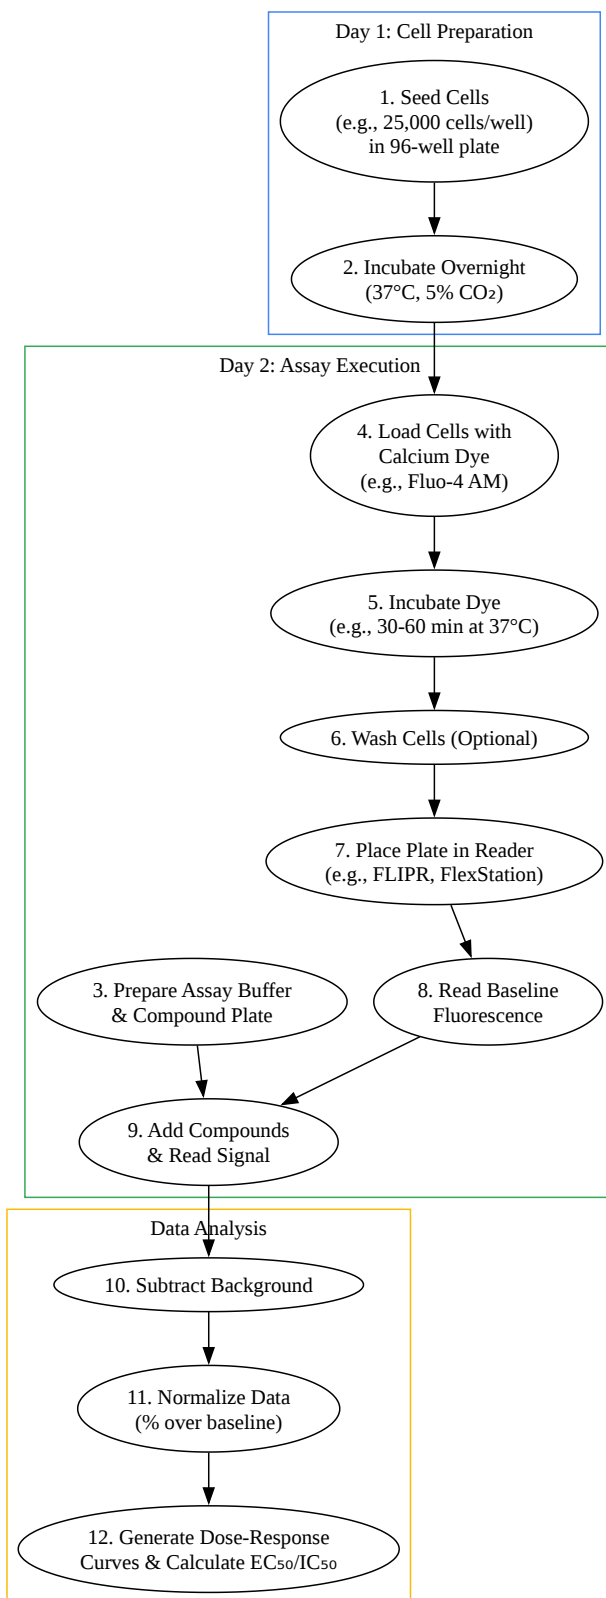 Day 1: Cell Preparation
1. Seed Cells
(e.g., 25,000 cells/well)
in 96-well plate
2. Incubate Overnight
(37°C, 5% CO₂)
Day 2: Assay Execution
4. Load Cells with
Calcium Dye
(e.g., Fluo-4 AM)
5. Incubate Dye
(e.g., 30-60 min at 37°C)
6. Wash Cells (Optional)
7. Place Plate in Reader
(e.g., FLIPR, FlexStation)
3. Prepare Assay Buffer
& Compound Plate
8. Read Baseline
Fluorescence
9. Add Compounds
& Read Signal
Data Analysis
10. Subtract Background
11. Normalize Data
(% over baseline)
12. Generate Dose-Response
Curves & Calculate EC₅₀/IC₅₀